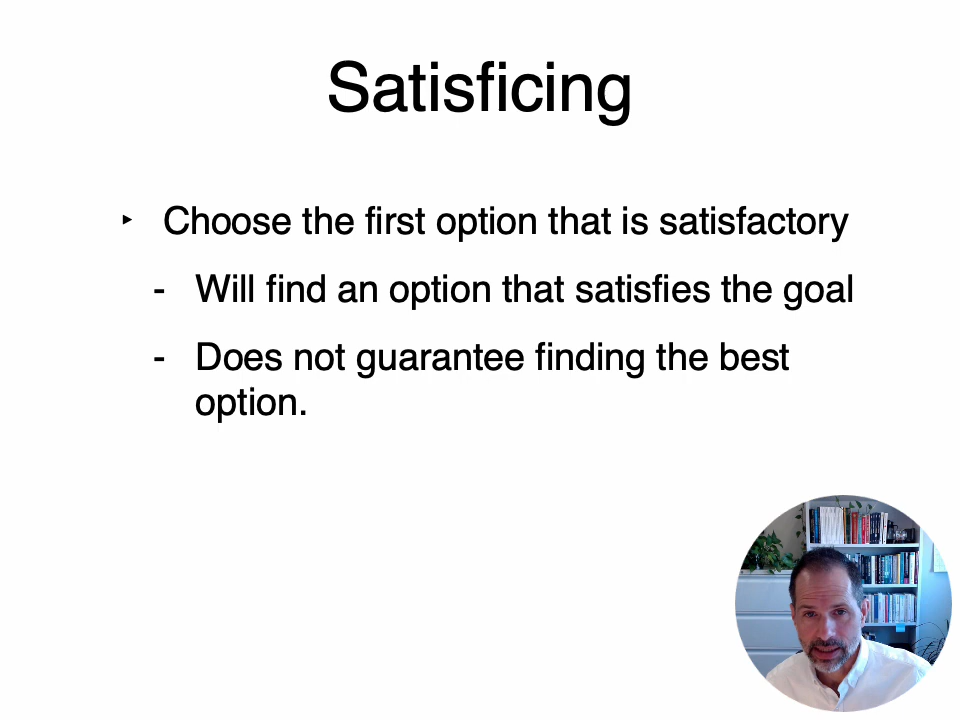 Satisficing
‣ Choose the first option that is satisfactory
- Will find an option that satisfies the goal
- Does not guarantee finding the best
option.